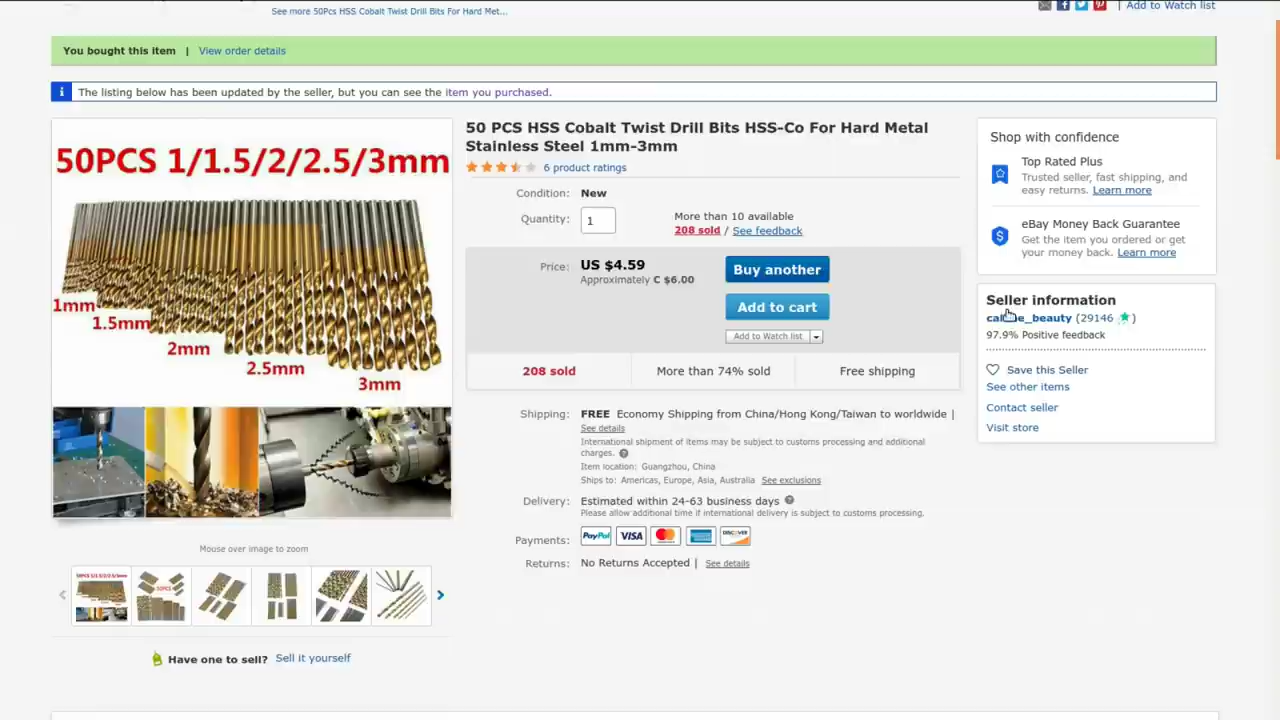 See more 50Pcs HSS Cobalt Twist Drill Bits For Hard Met...
Add to Watch list
You bought this item | View order details
The listing below has been updated by the seller, but you can see the item you purchased.
50PCS 1/1.5/2/2.5/3mm
1mm
1.5mm
2mm
2.5mm
3mm
Mouse over image to zoom
Have one to sell? Sell it yourself
50 PCS HSS Cobalt Twist Drill Bits HSS-Co For Hard Metal
Stainless Steel 1mm-3mm
6 product ratings
Condition: New
Quantity: 1
More than 10 available
208 sold / See feedback
Price: US $4.59
Approximately C $6.00
Buy another
Add to cart
Add to Watch list
208 sold
More than 74% sold
Free shipping
Shipping: FREE Economy Shipping from China/Hong Kong/Taiwan to worldwide |
See details
International shipment of items may be subject to customs processing and additional
charges.
Item location: Guangzhou, China
Ships to: Americas, Europe, Asia, Australia See exclusions
Delivery: Estimated within 24-63 business days
Please allow additional time if international delivery is subject to customs processing.
Payments: PayPal VISA
Returns: No Returns Accepted | See details
Shop with confidence
Top Rated Plus
Trusted seller, fast shipping, and
easy returns. Learn more
eBay Money Back Guarantee
Get the item you ordered or get
your money back. Learn more
Seller information
(29146 )
97.9% Positive feedback
Save this Seller
See other items
Contact seller
Visit store